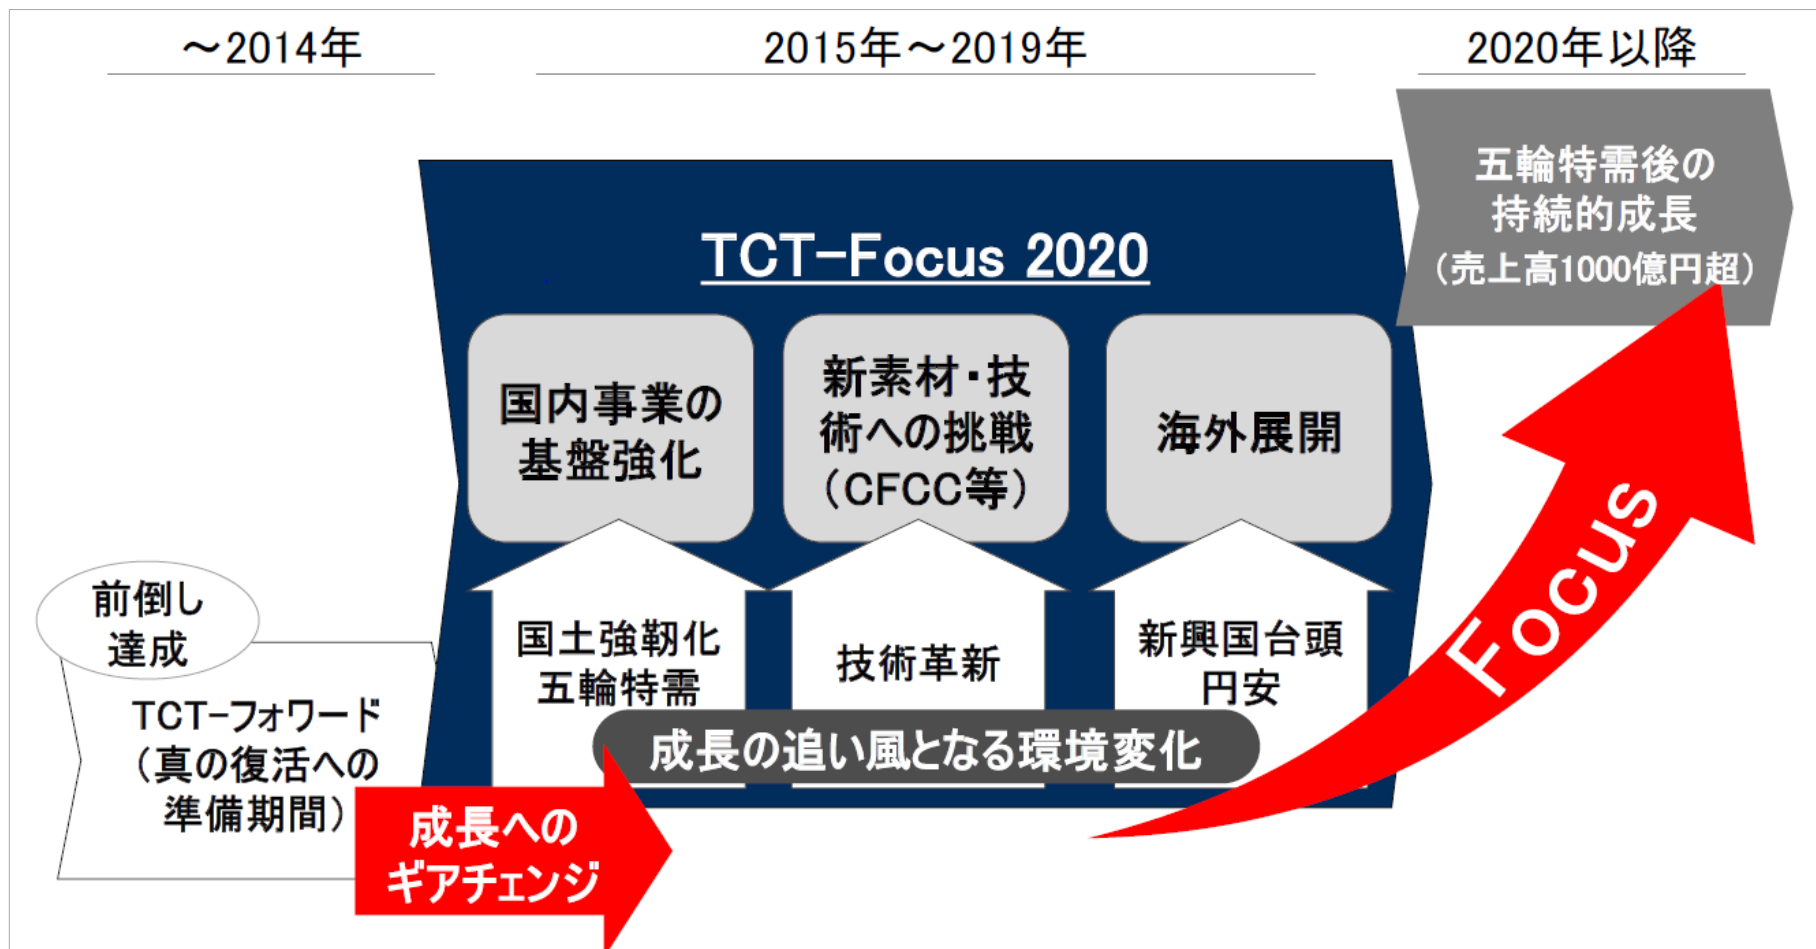 ～2014年
2015年～2019年
2020年以降
五輪特需後の
持続的成長
（売上高1000億円超）
TCT-Focus 2020
国内事業の
基盤強化
新素材・技
術への挑戦
（CFCC等）
海外展開
国土強靭化
五輪特需
技術革新
新興国台頭
円安
成長の追い風となる環境変化
前倒し
達成
TCT-フォワード
（真の復活への
準備期間）
成長への
ギアチェンジ
Focus